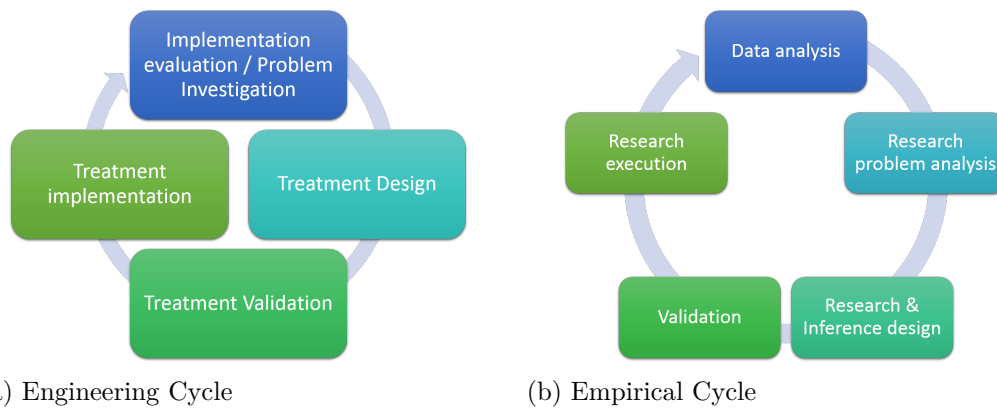 Implementation
evaluation / Problem
Investigation
Treatment Design
Treatment Validation
Treatment
implementation
) Engineering Cycle
Data analysis
Research
problem analysis
Research &
Inference design
Validation
Research
execution
(b) Empirical Cycle